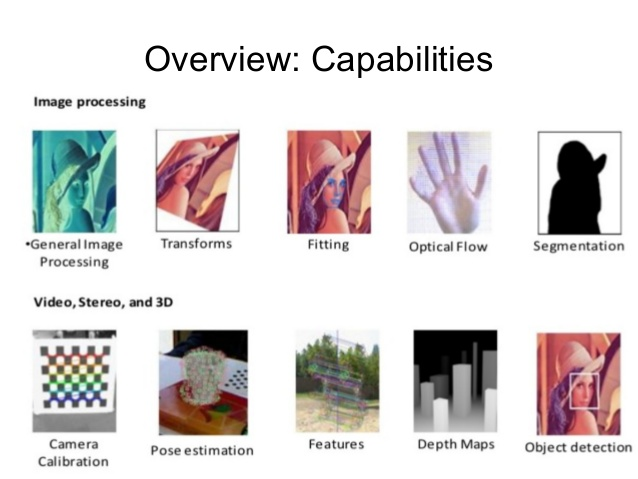 Overview: Capabilities
Image processing
•General Image
Processing
Transforms
Fitting
Optical Flow
Segmentation
Video, Stereo, and 3D
Camera
Calibration
Pose estimation
Features
Depth Maps
Object detection